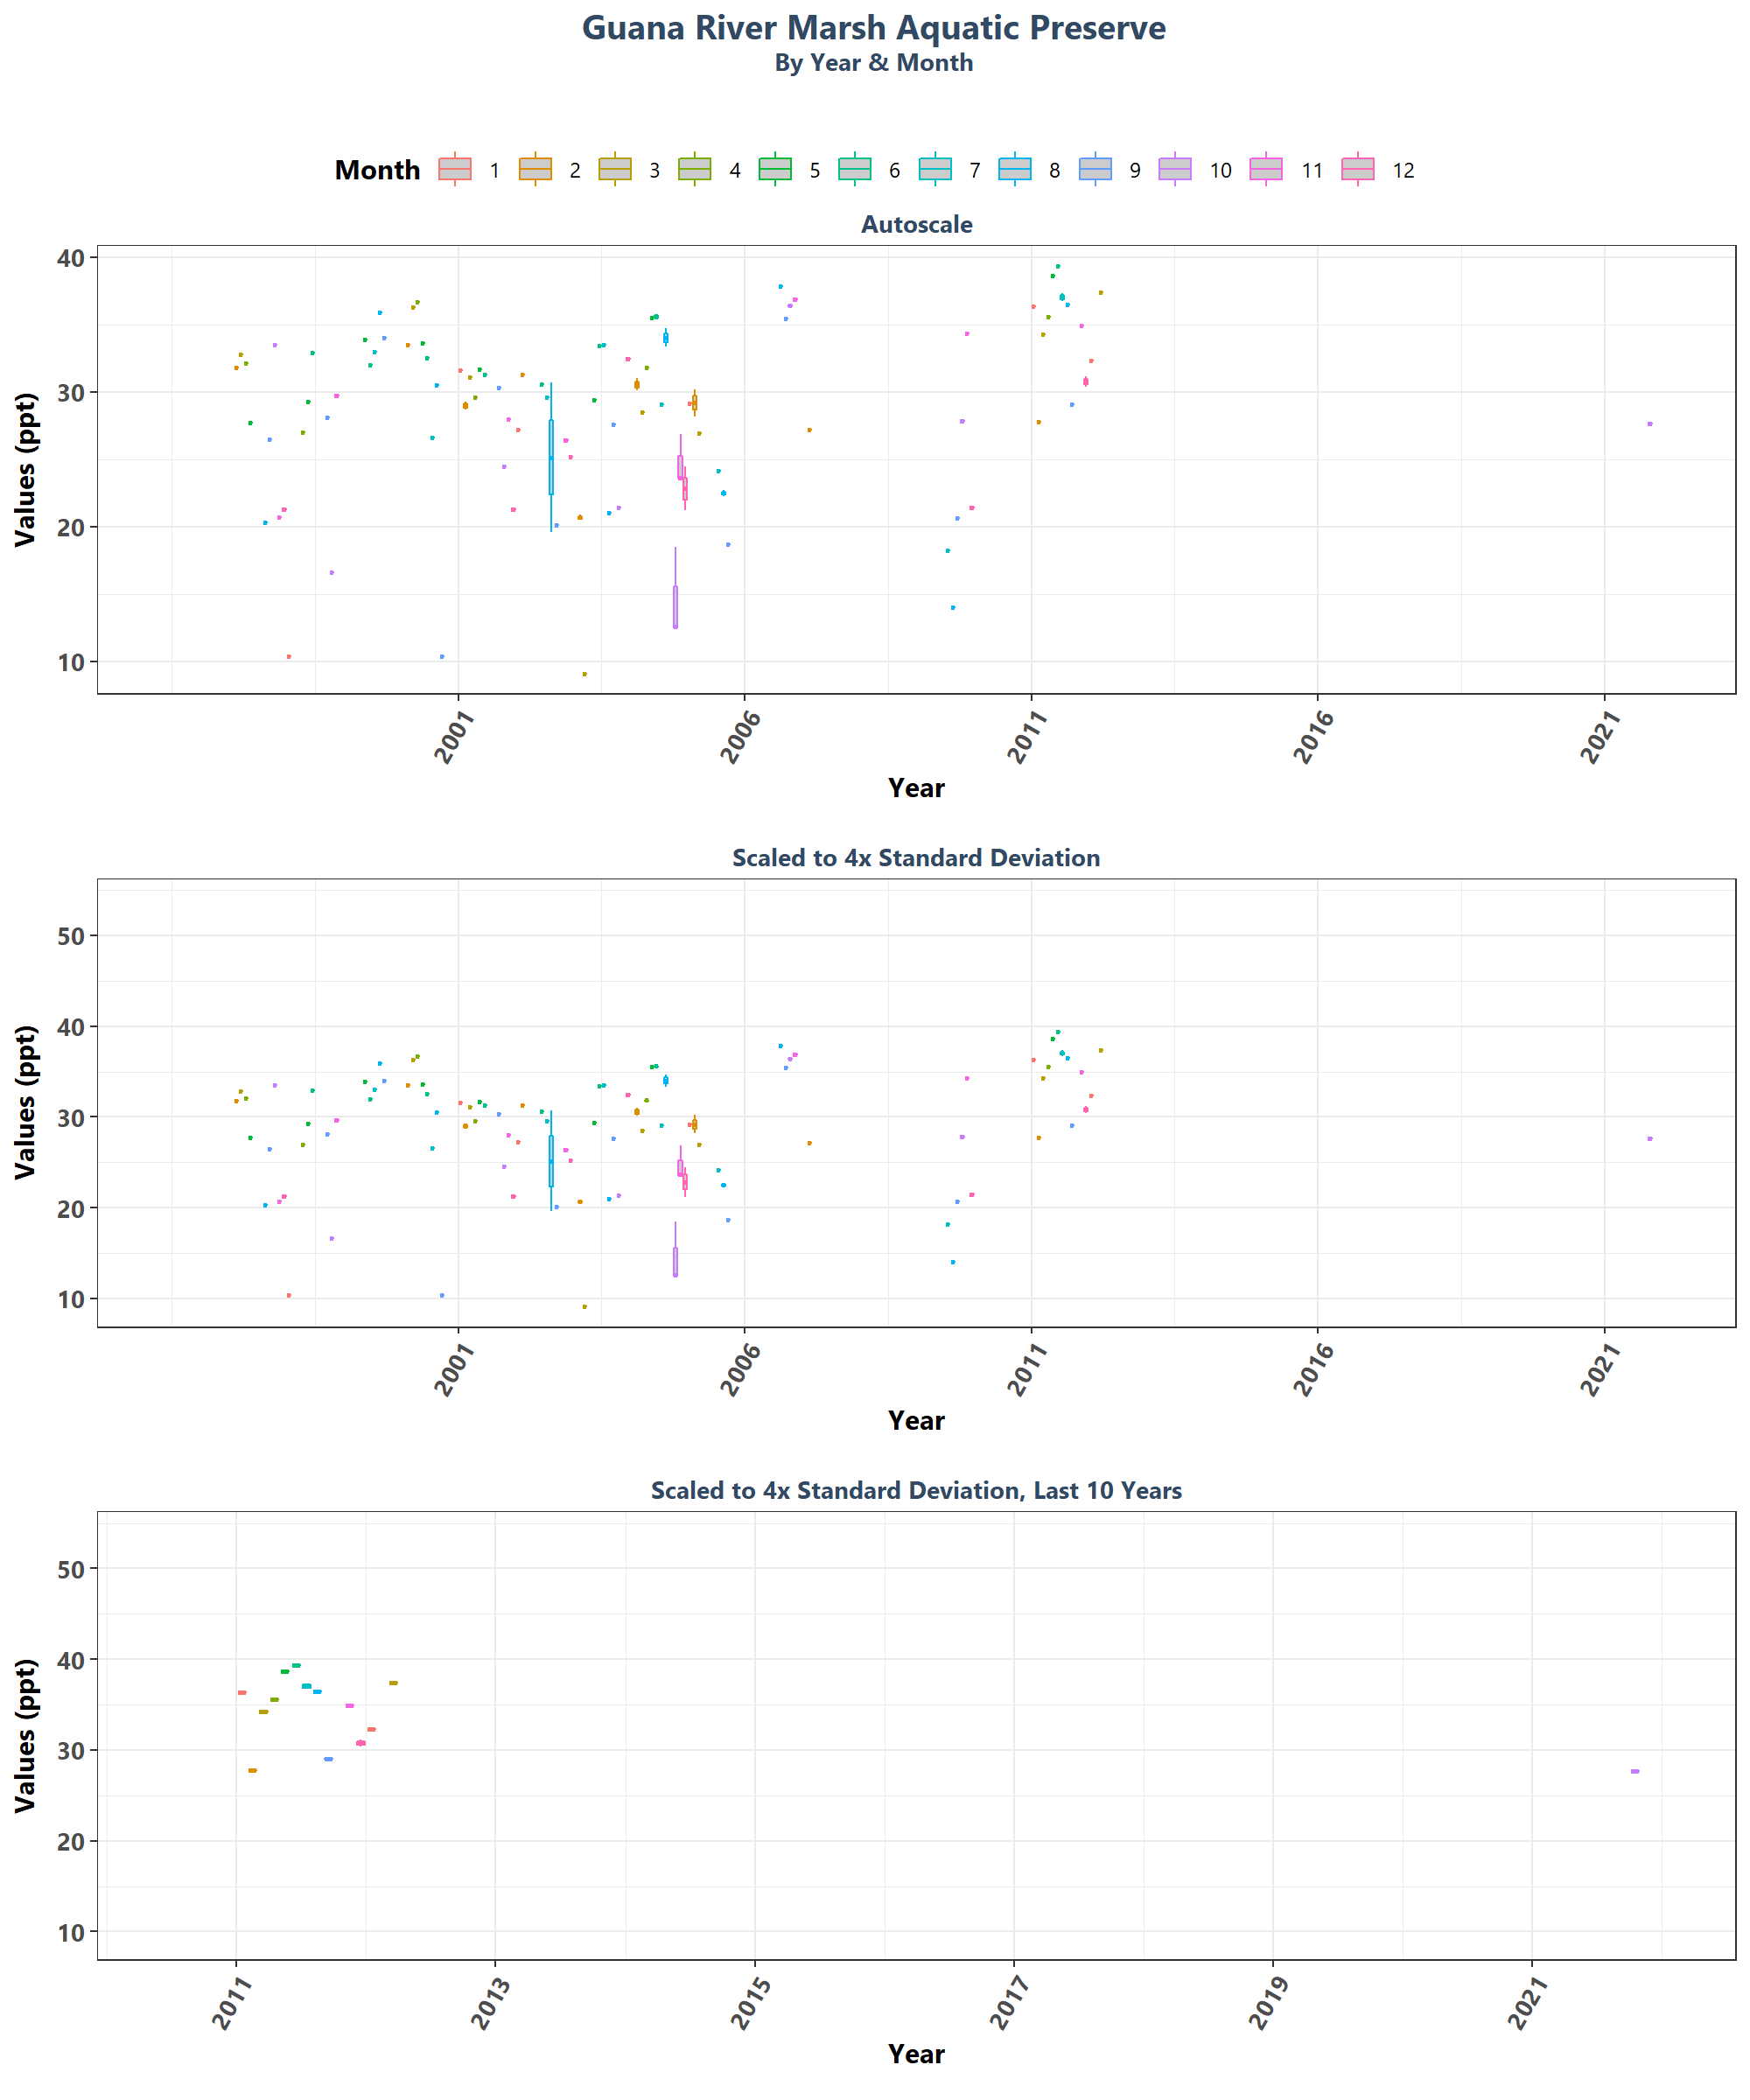 Guana River Marsh Aquatic Preserve
By Year & Month
Month 1 2 3 4 5 6 7 8 9 10 11 12
Autoscale
Values (ppt)
40
30
20
10
2001 2006 2011 2016 2021
Year
Scaled to 4x Standard Deviation
Values (ppt)
50
40
30
20
10
2001 2006 2011 2016 2021
Year
Scaled to 4x Standard Deviation, Last 10 Years
Values (ppt)
50
40
30
20
10
2011 2013 2015 2017 2019 2021
Year